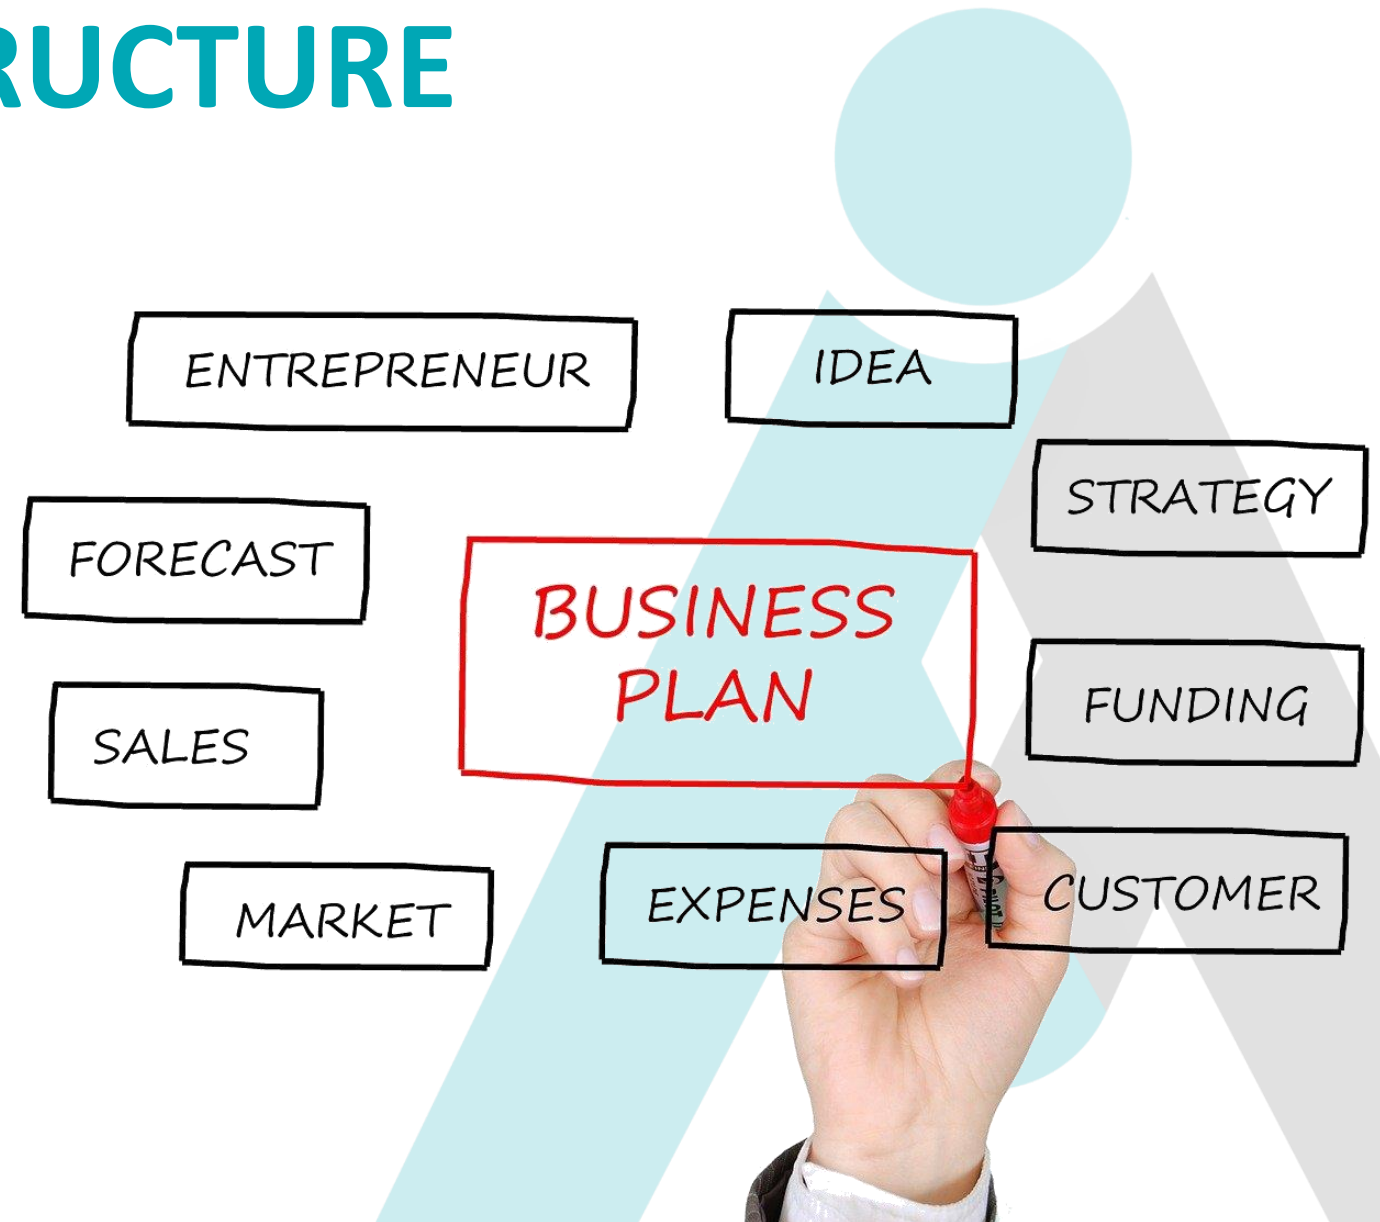 RUCTURE
ENTREPRENEUR
IDEA
STRATEGY
FORECAST
BUSINESS
PLAN
FUNDING
SALES
CUSTOMER
EXPENSES
MARKET